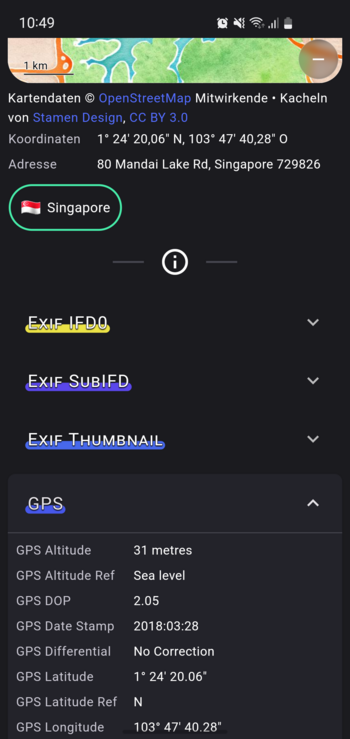 10:49
1 km
Kartendaten © OpenStreetMap Mitwirkende • Kacheln
von Stamen Design, CC BY 3.0
Koordinaten 1° 24' 20,06" N, 103° 47' 40,28" O
Adresse 80 Mandai Lake Rd, Singapore 729826
Singapore
Exif IFD0
Exif SubIFD
Exif Thumbnail
GPS
GPS Altitude 31 metres
GPS Altitude Ref Sea level
GPS DOP 2.05
GPS Date Stamp 2018:03:28
GPS Differential No Correction
GPS Latitude 1° 24' 20.06"
GPS Latitude Ref N
GPS Longitude 103° 47' 40.28"